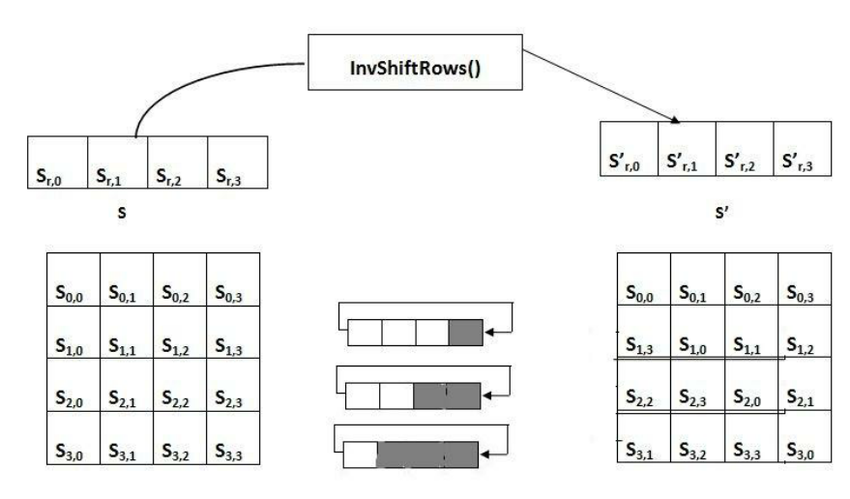 InvShiftRows()
Sr,0 Sr,1 Sr,2 Sr,3
S'r,0 S'r,1 S'r,2 S'r,3
S
S'
S0,0 S0,1 S0,2 S0,3
S1,0 S1,1 S1,2 S1,3
S2,0 S2,1 S2,2 S2,3
S3,0 S3,1 S3,2 S3,3
S0,0 S0,1 S0,2 S0,3
S1,3 S1,0 S1,1 S1,2
S2,2 S2,3 S2,0 S2,1
S3,1 S3,2 S3,3 S3,0